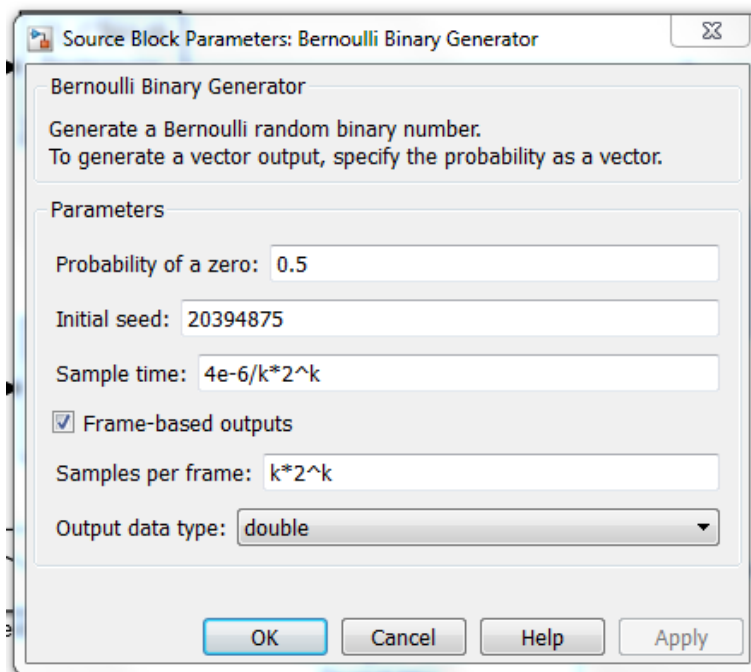 Source Block Parameters: Bernoulli Binary Generator
Bernoulli Binary Generator
Generate a Bernoulli random binary number.
To generate a vector output, specify the probability as a vector.
Parameters
Probability of a zero: 0.5
Initial seed: 20394875
Sample time: 4e-6/k*2^k
Frame-based outputs
Samples per frame: k*2^k
Output data type: double
OK Cancel Help Apply